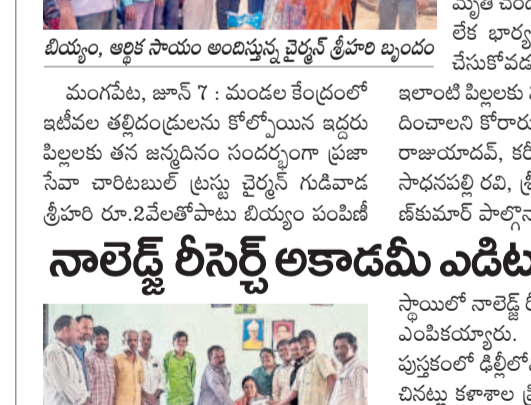 బియ్యం, ఆర్థిక సాయం అందిస్తున్న చైర్మన్ శ్రీహరి బృందం
మంగపేట, జూన్ 7 : మండల కేంద్రంలో
ఇటీవల తల్లిదండ్రులను కోల్పోయిన ఇద్దరు
పిల్లలకు తన జన్మదినం సందర్భంగా ప్రజా
సేవా చారిటబుల్ ట్రస్టు చైర్మన్ గుడివాడ
శ్రీహరి రూ.2వేలతోపాటు బియ్యం పంపిణీ
లేక భార్య
చేసుకోవడ
ఇలాంటి పిల్లలకు
దించాలని కోరారు
రాజుయాదవ్, కర
సాధనపల్లి రవి, శ్రీ
ణ్‌కుమార్ పాల్గొన
నాలెడ్జ్ రీసెర్చ్ అకాడమీ ఎడిట
స్థాయిలో నాలెడ్జ్ రీ
ఎంపికయ్యారు.
పుస్తకంలో ఢిల్లీలో
చినట్లు కళాశాల ప్రి